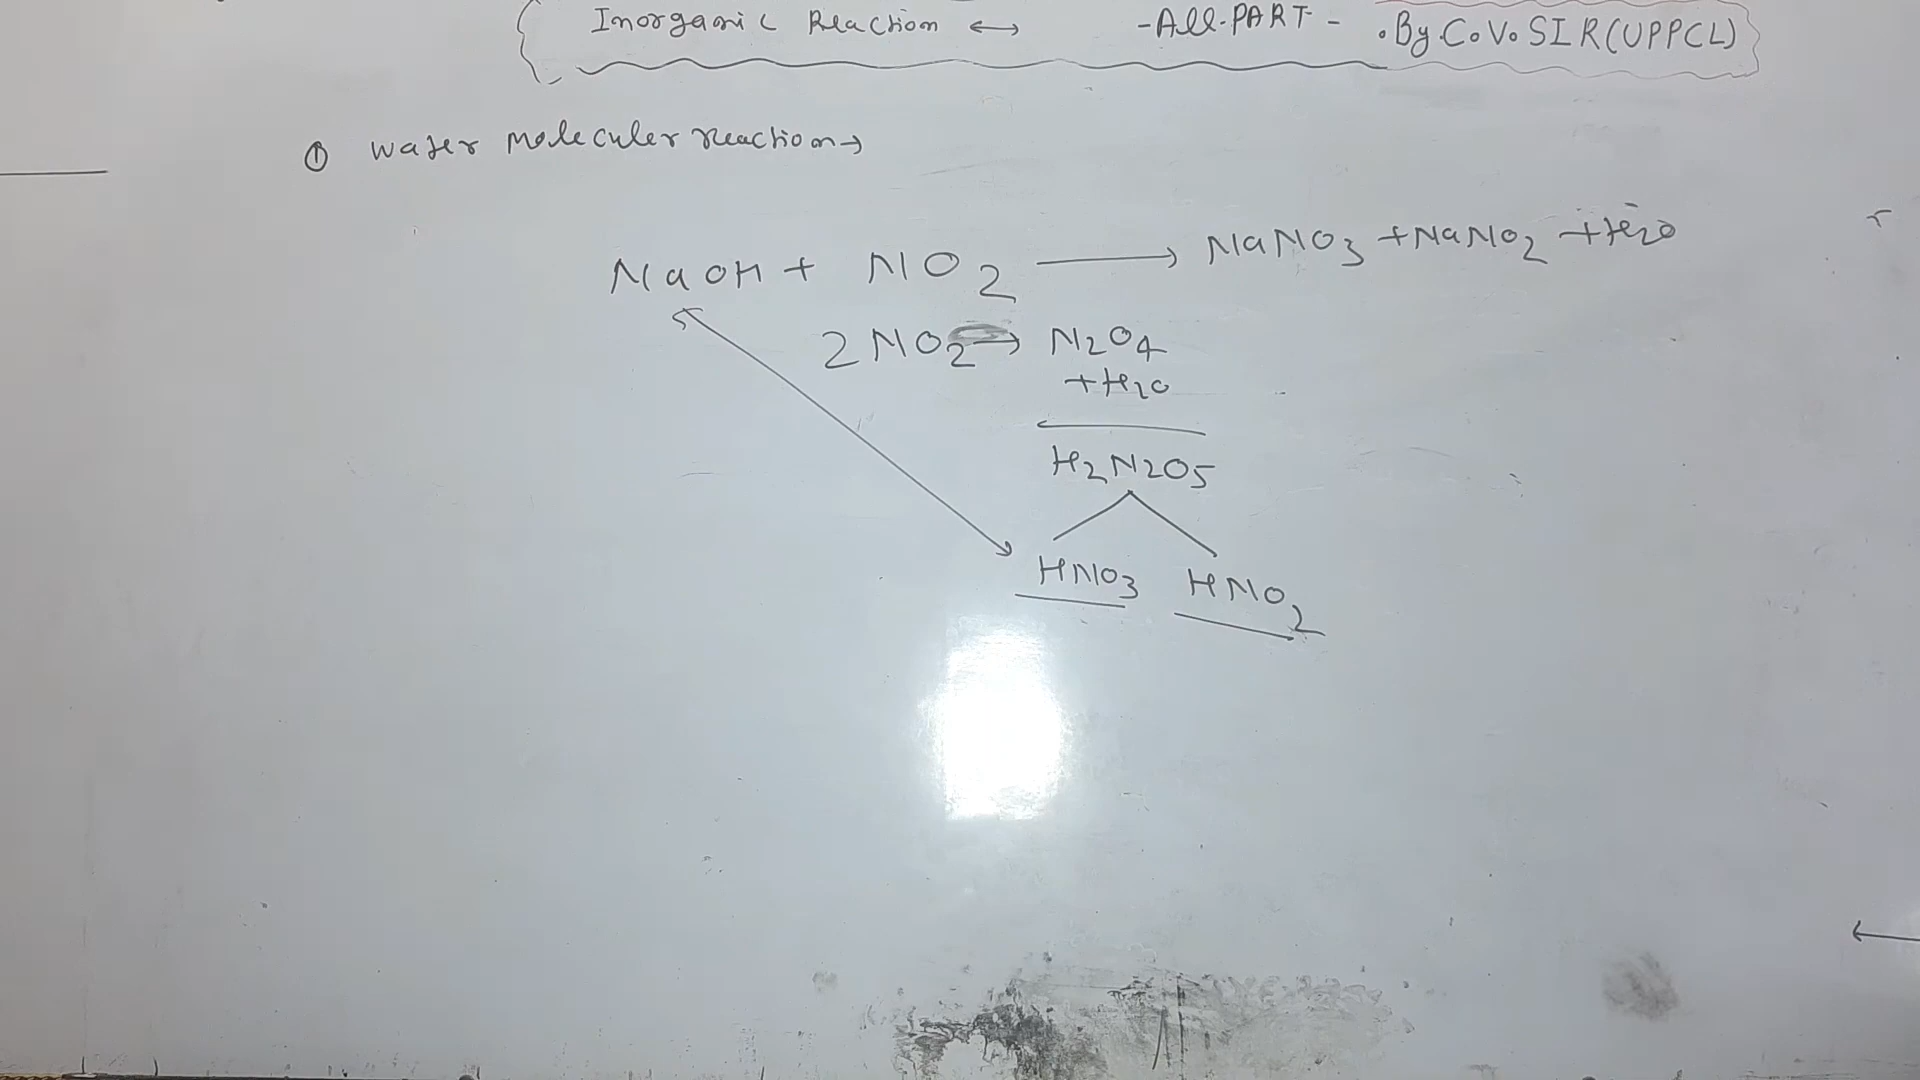 Inorganic Reaction ↔ -All-PART- .By.C.V.SIR(UPPCL)
① water Moleculer reaction→
NaOH + NO2 → NaNO3 + NaNO2 + H2O
2NO2 → N2O4
+H2O
H2N2O5
HNO3 HNO2